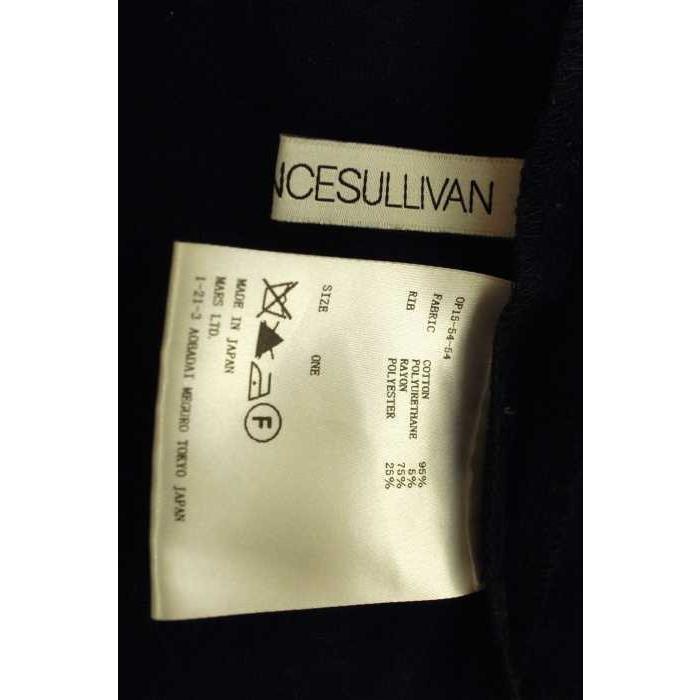 NCESULLIVAN
OP15-54-54
FABRIC COTTON 95%
POLYURETHANE 5%
RIB RAYON 75%
POLYESTER 25%
SIZE ONE
F
MADE IN JAPAN
MARS LTD.
1-21-3 AOBADAI MEGURO TOKYO JAPAN